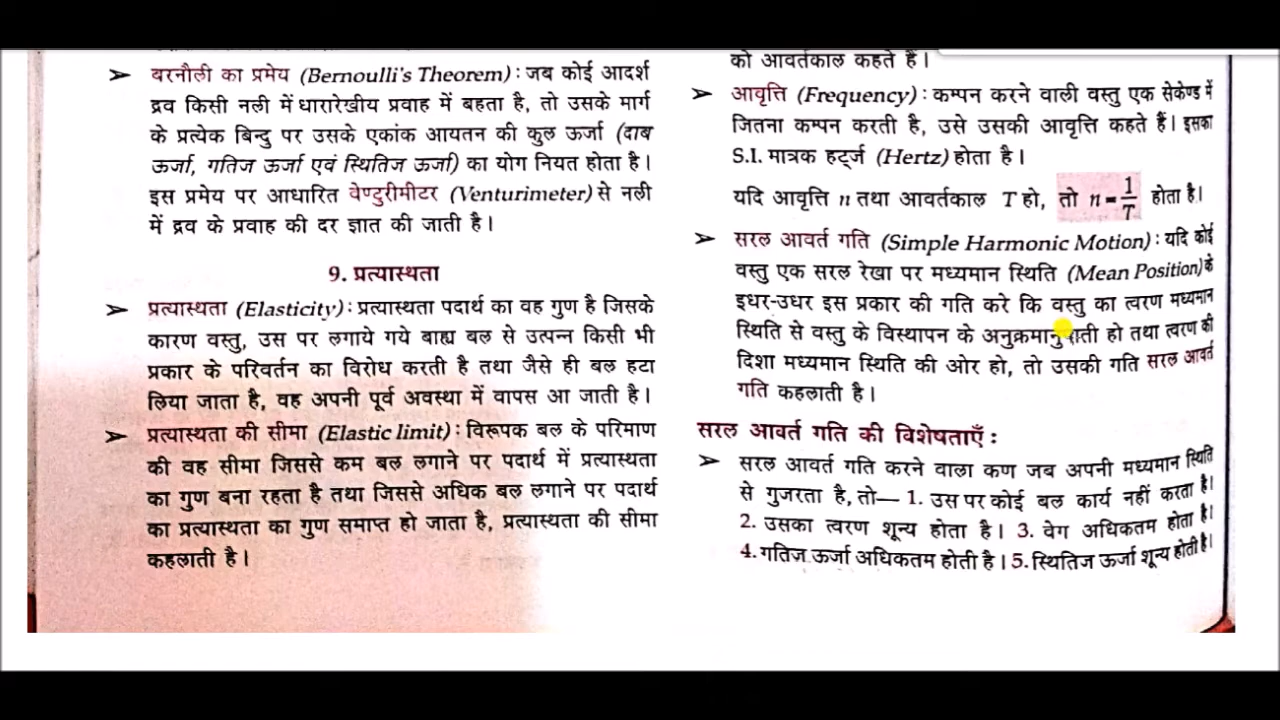 ➢ बरनौली का प्रमेय (Bernoulli's Theorem) : जब कोई आदर्श
द्रव किसी नली में धारारेखीय प्रवाह में बहता है, तो उसके मार्ग
के प्रत्येक बिन्दु पर उसके एकांक आयतन की कुल ऊर्जा (दाब
ऊर्जा, गतिज ऊर्जा एवं स्थितिज ऊर्जा) का योग नियत होता है।
इस प्रमेय पर आधारित वेण्टुरीमीटर (Venturimeter) से नली
में द्रव के प्रवाह की दर ज्ञात की जाती है।
9. प्रत्यास्थता
➢ प्रत्यास्थता (Elasticity) : प्रत्यास्थता पदार्थ का वह गुण है जिसके
कारण वस्तु, उस पर लगाये गये बाह्य बल से उत्पन्न किसी भी
प्रकार के परिवर्तन का विरोध करती है तथा जैसे ही बल हटा
लिया जाता है, वह अपनी पूर्व अवस्था में वापस आ जाती है।
➢ प्रत्यास्थता की सीमा (Elastic limit) : विरूपक बल के परिमाण
की वह सीमा जिससे कम बल लगाने पर पदार्थ में प्रत्यास्थता
का गुण बना रहता है तथा जिससे अधिक बल लगाने पर पदार्थ
का प्रत्यास्थता का गुण समाप्त हो जाता है, प्रत्यास्थता की सीमा
कहलाती है।
को आवर्तकाल कहते हैं।
➢ आवृत्ति (Frequency) : कम्पन करने वाली वस्तु एक सेकेण्ड में
जितना कम्पन करती है, उसे उसकी आवृत्ति कहते हैं। इसका
S.I. मात्रक हर्ट्ज (Hertz) होता है।
यदि आवृत्ति n तथा आवर्तकाल T हो, तो n = 1/T होता है।
➢ सरल आवर्त गति (Simple Harmonic Motion) : यदि कोई
वस्तु एक सरल रेखा पर मध्यमान स्थिति (Mean Position) के
इधर-उधर इस प्रकार की गति करे कि वस्तु का त्वरण मध्यमान
स्थिति से वस्तु के विस्थापन के अनुक्रमानुपाती हो तथा त्वरण की
दिशा मध्यमान स्थिति की ओर हो, तो उसकी गति सरल आवर्त
गति कहलाती है।
सरल आवर्त गति की विशेषताएँ :
➢ सरल आवर्त गति करने वाला कण जब अपनी मध्यमान स्थिति
से गुजरता है, तो— 1. उस पर कोई बल कार्य नहीं करता है।
2. उसका त्वरण शून्य होता है। 3. वेग अधिकतम होता है।
4. गतिज ऊर्जा अधिकतम होती है। 5. स्थितिज ऊर्जा शून्य होती है।